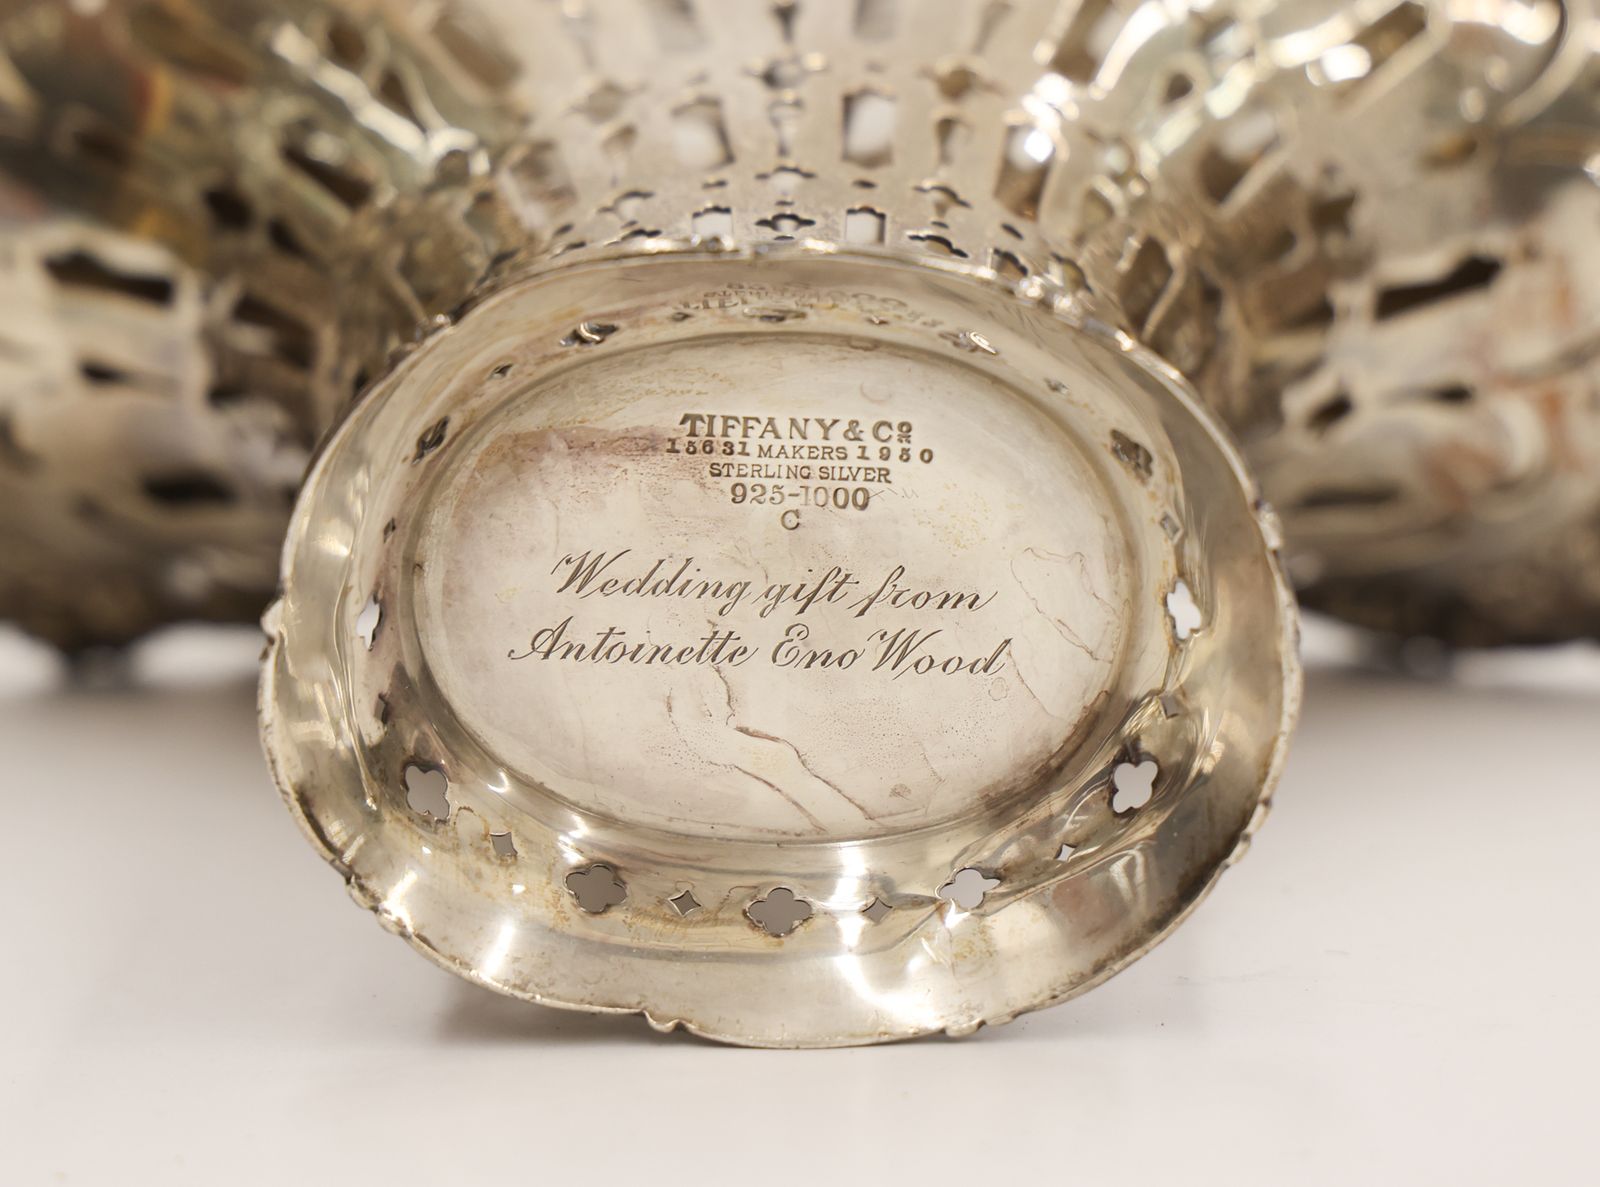 TIFFANY & Co
15631 MAKERS 1950
STERLING SILVER
925-1000
C
Wedding gift from
Antoinette Eno Wood